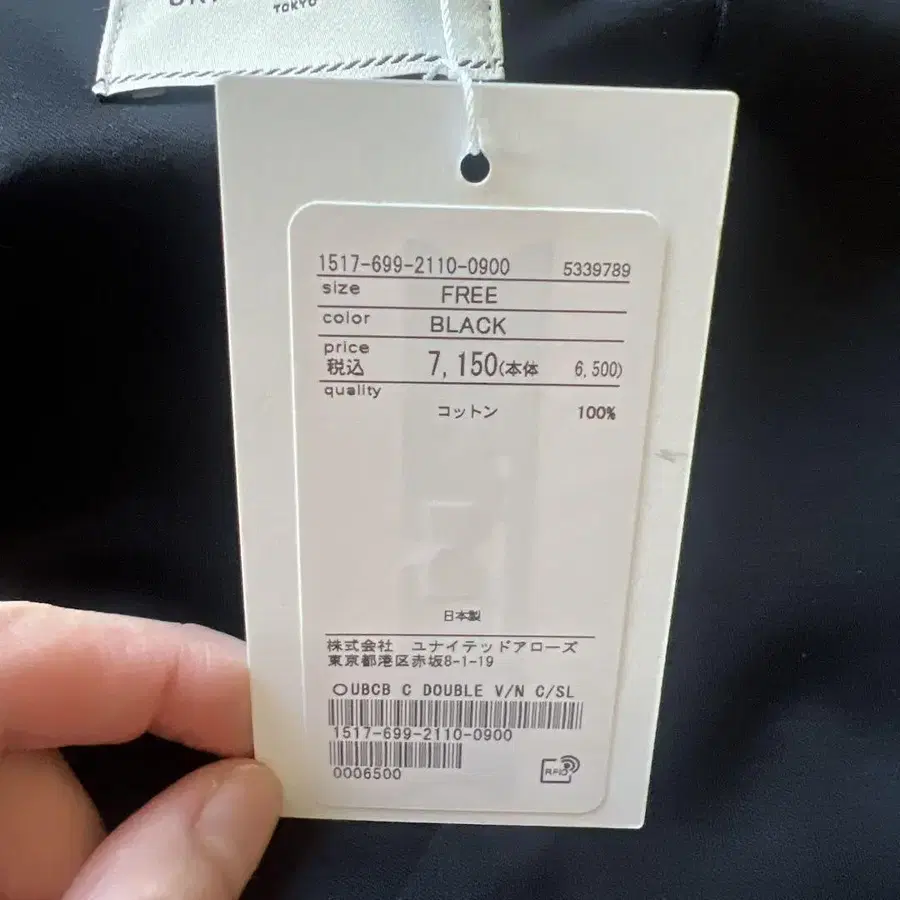 TOKYO
1517-699-2110-0900 5339789
size FREE
color BLACK
price
税込 7,150(本体 6,500)
quality
コットン 100%
日本製
株式会社 ユナイテッドアローズ
東京都港区赤坂8-1-19
○UBCB C DOUBLE V/N C/SL
1517-699-2110-0900
0006500
RFID